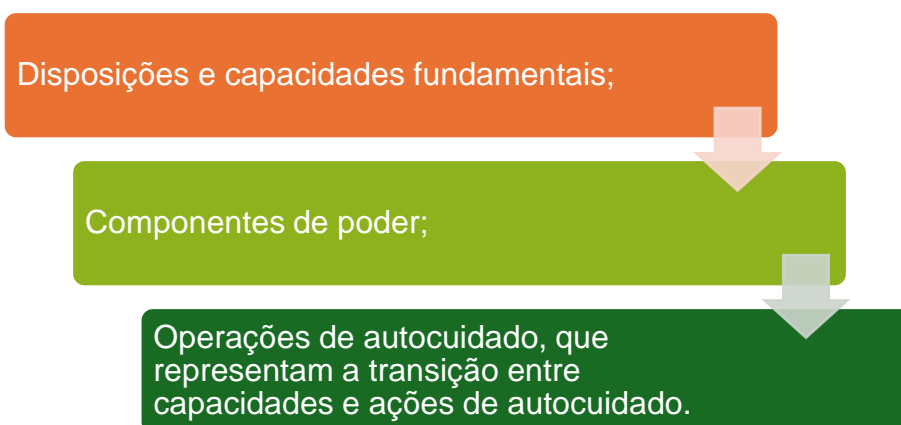 Disposições e capacidades fundamentais;
Componentes de poder;
Operações de autocuidado, que
representam a transição entre
capacidades e ações de autocuidado.